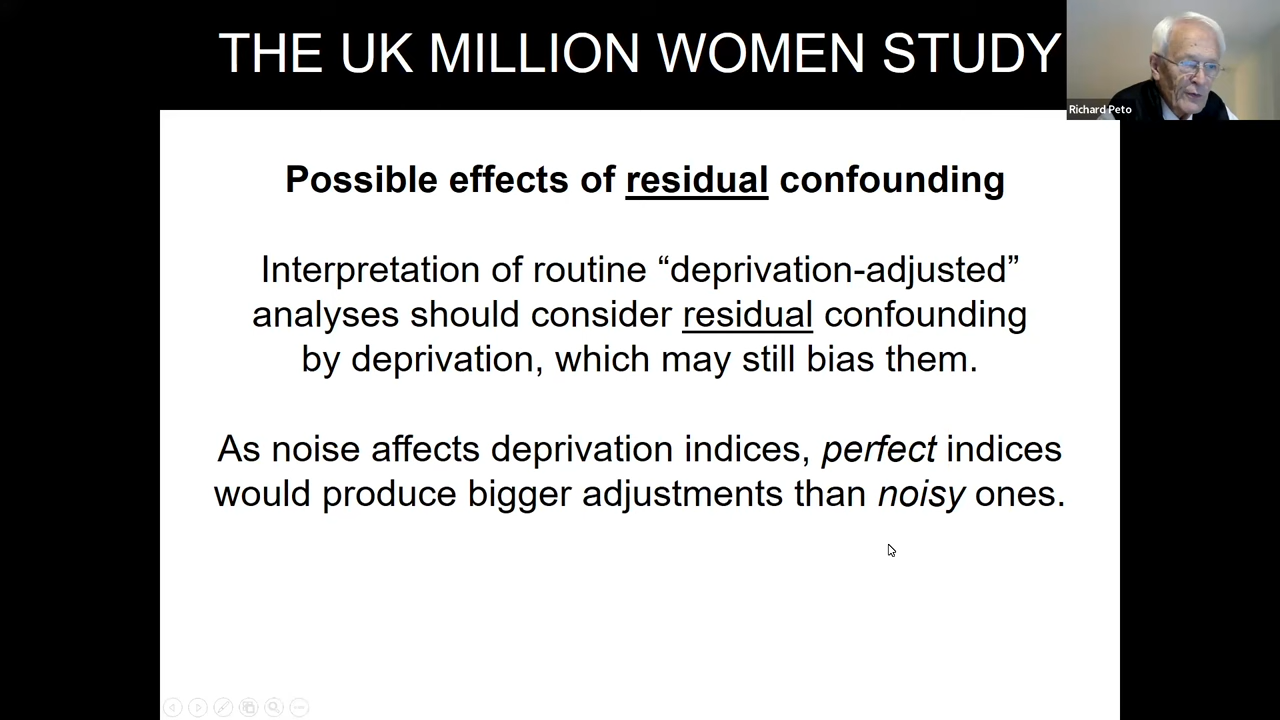 THE UK MILLION WOMEN STUDY
Richard Peto
Possible effects of residual confounding
Interpretation of routine “deprivation-adjusted”
analyses should consider residual confounding
by deprivation, which may still bias them.
As noise affects deprivation indices, perfect indices
would produce bigger adjustments than noisy ones.